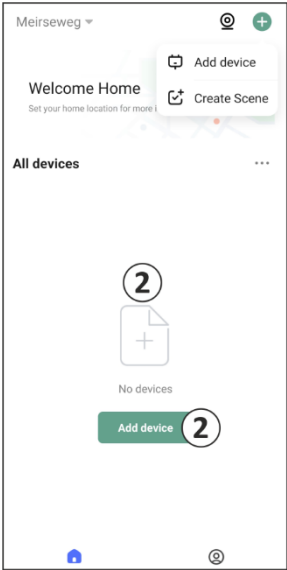 Meirseweg
Add device
Welcome Home
Set your home location for more i
Create Scene
All devices
2
No devices
Add device 2